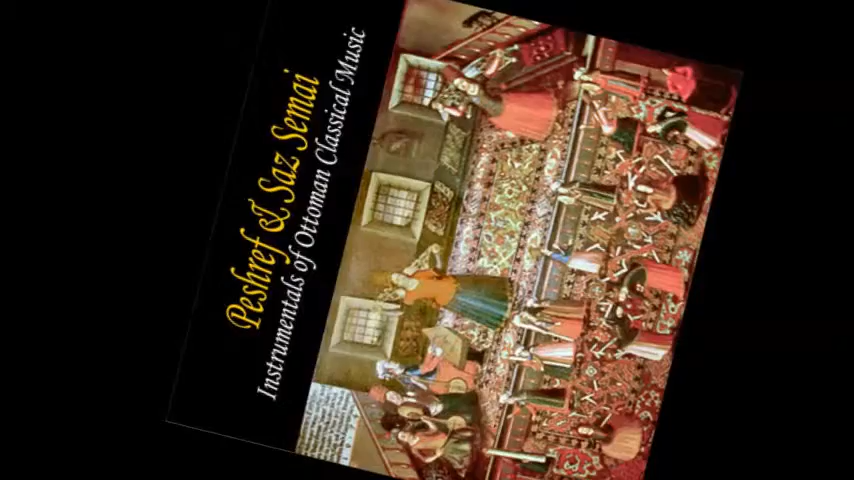 Peshref & Saz Semai
Instrumentals of Ottoman Classical Music